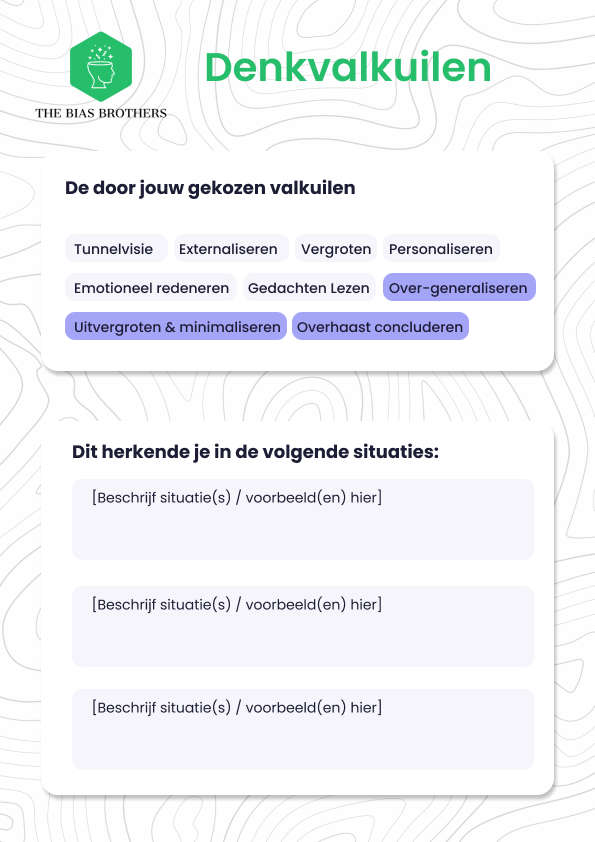 Denkvalkuilen
THE BIAS BROTHERS
De door jouw gekozen valkuilen
Tunnelvisie Externaliseren Vergroten Personaliseren
Emotioneel redeneren Gedachten Lezen Over-generaliseren
Uitvergroten & minimaliseren Overhaast concluderen
Dit herkende je in de volgende situaties:
[Beschrijf situatie(s) / voorbeeld(en) hier]
[Beschrijf situatie(s) / voorbeeld(en) hier]
[Beschrijf situatie(s) / voorbeeld(en) hier]